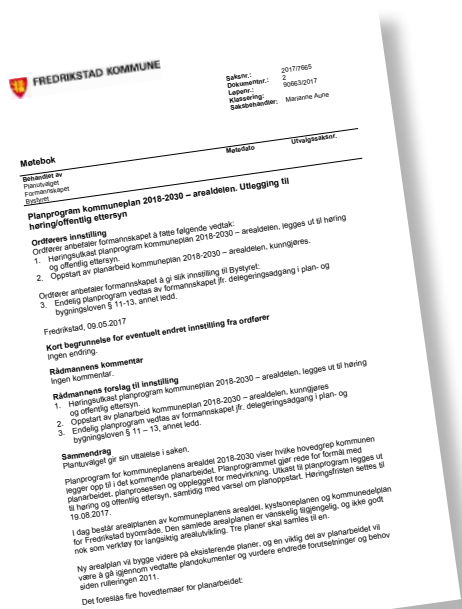 FREDRIKSTAD KOMMUNE
Saksnr.: 2017/7665
Dokumentnr.: 2
Løpenr.: 90663/2017
Klassering:
Saksbehandler: Marianne Aune
Møtebok
Behandlet av Møtedato Utvalgssaksnr.
Planutvalget
Formannskapet
Bystyret
Planprogram kommuneplan 2018-2030 – arealdelen. Utlegging til
høring/offentlig ettersyn
Ordførers innstilling
Ordfører anbefaler formannskapet å fatte følgende vedtak:
1. Høringsutkast planprogram kommuneplan 2018-2030 – arealdelen, legges ut til høring
og offentlig ettersyn.
2. Oppstart av planarbeid kommuneplan 2018-2030 – arealdelen, kunngjøres.
Ordfører anbefaler formannskapet å gi slik innstilling til Bystyret:
3. Endelig planprogram vedtas av formannskapet jfr. delegeringsadgang i plan- og
bygningsloven § 11-13, annet ledd.
Fredrikstad, 09.05.2017
Kort begrunnelse for eventuelt endret innstilling fra ordfører
Ingen endring.
Rådmannens kommentar
Ingen kommentar.
Rådmannens forslag til innstilling
1. Høringsutkast planprogram kommuneplan 2018-2030 – arealdelen, legges ut til høring
og offentlig ettersyn.
2. Oppstart av planarbeid kommuneplan 2018-2030 – arealdelen, kunngjøres
3. Endelig planprogram vedtas av formannskapet jfr. delegeringsadgang i plan- og
bygningsloven § 11 – 13, annet ledd.
Sammendrag
Plantuvalget gir sin uttalelse i saken.
Planprogram for kommuneplanens arealdel 2018-2030 viser hvilke hovedgrep kommunen
legger opp til i det kommende planarbeidet. Planprogrammet gjør rede for formål med
planarbeidet, planprosessen og opplegget for medvirkning. Utkast til planprogram legges ut
til høring og offentlig ettersyn, samtidig med varsel om planoppstart. Høringsfristen settes til
19.08.2017.
I dag består arealplanen av kommuneplanens arealdel, kystsoneplanen og kommunedelplan
for Fredrikstad byområde. Den samlede arealplanen er vanskelig tilgjengelig, og ikke godt
nok som verktøy for langsiktig arealutvikling. Tre planer skal samles til en.
Ny arealplan vil bygge videre på eksisterende planer, og en viktig del av planarbeidet vil
være å gå igjennom vedtatte plandokumenter og vurdere endrede forutsetninger og behov
siden rulleringen 2011.
Det foreslås fire hovedtemaer for planarbeidet: